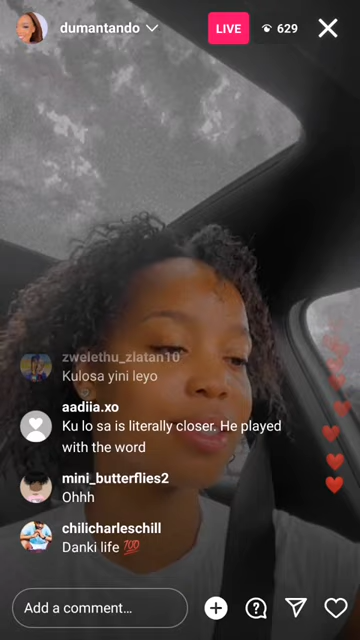 dumantando
LIVE
629
zwelethu_zlatan10
Kulosa yini leyo
aadiia.xo
Ku lo sa is literally closer. He played
with the word
mini_butterflies2
Ohhh
chilicharleschill
Danki life 💯
Add a comment...